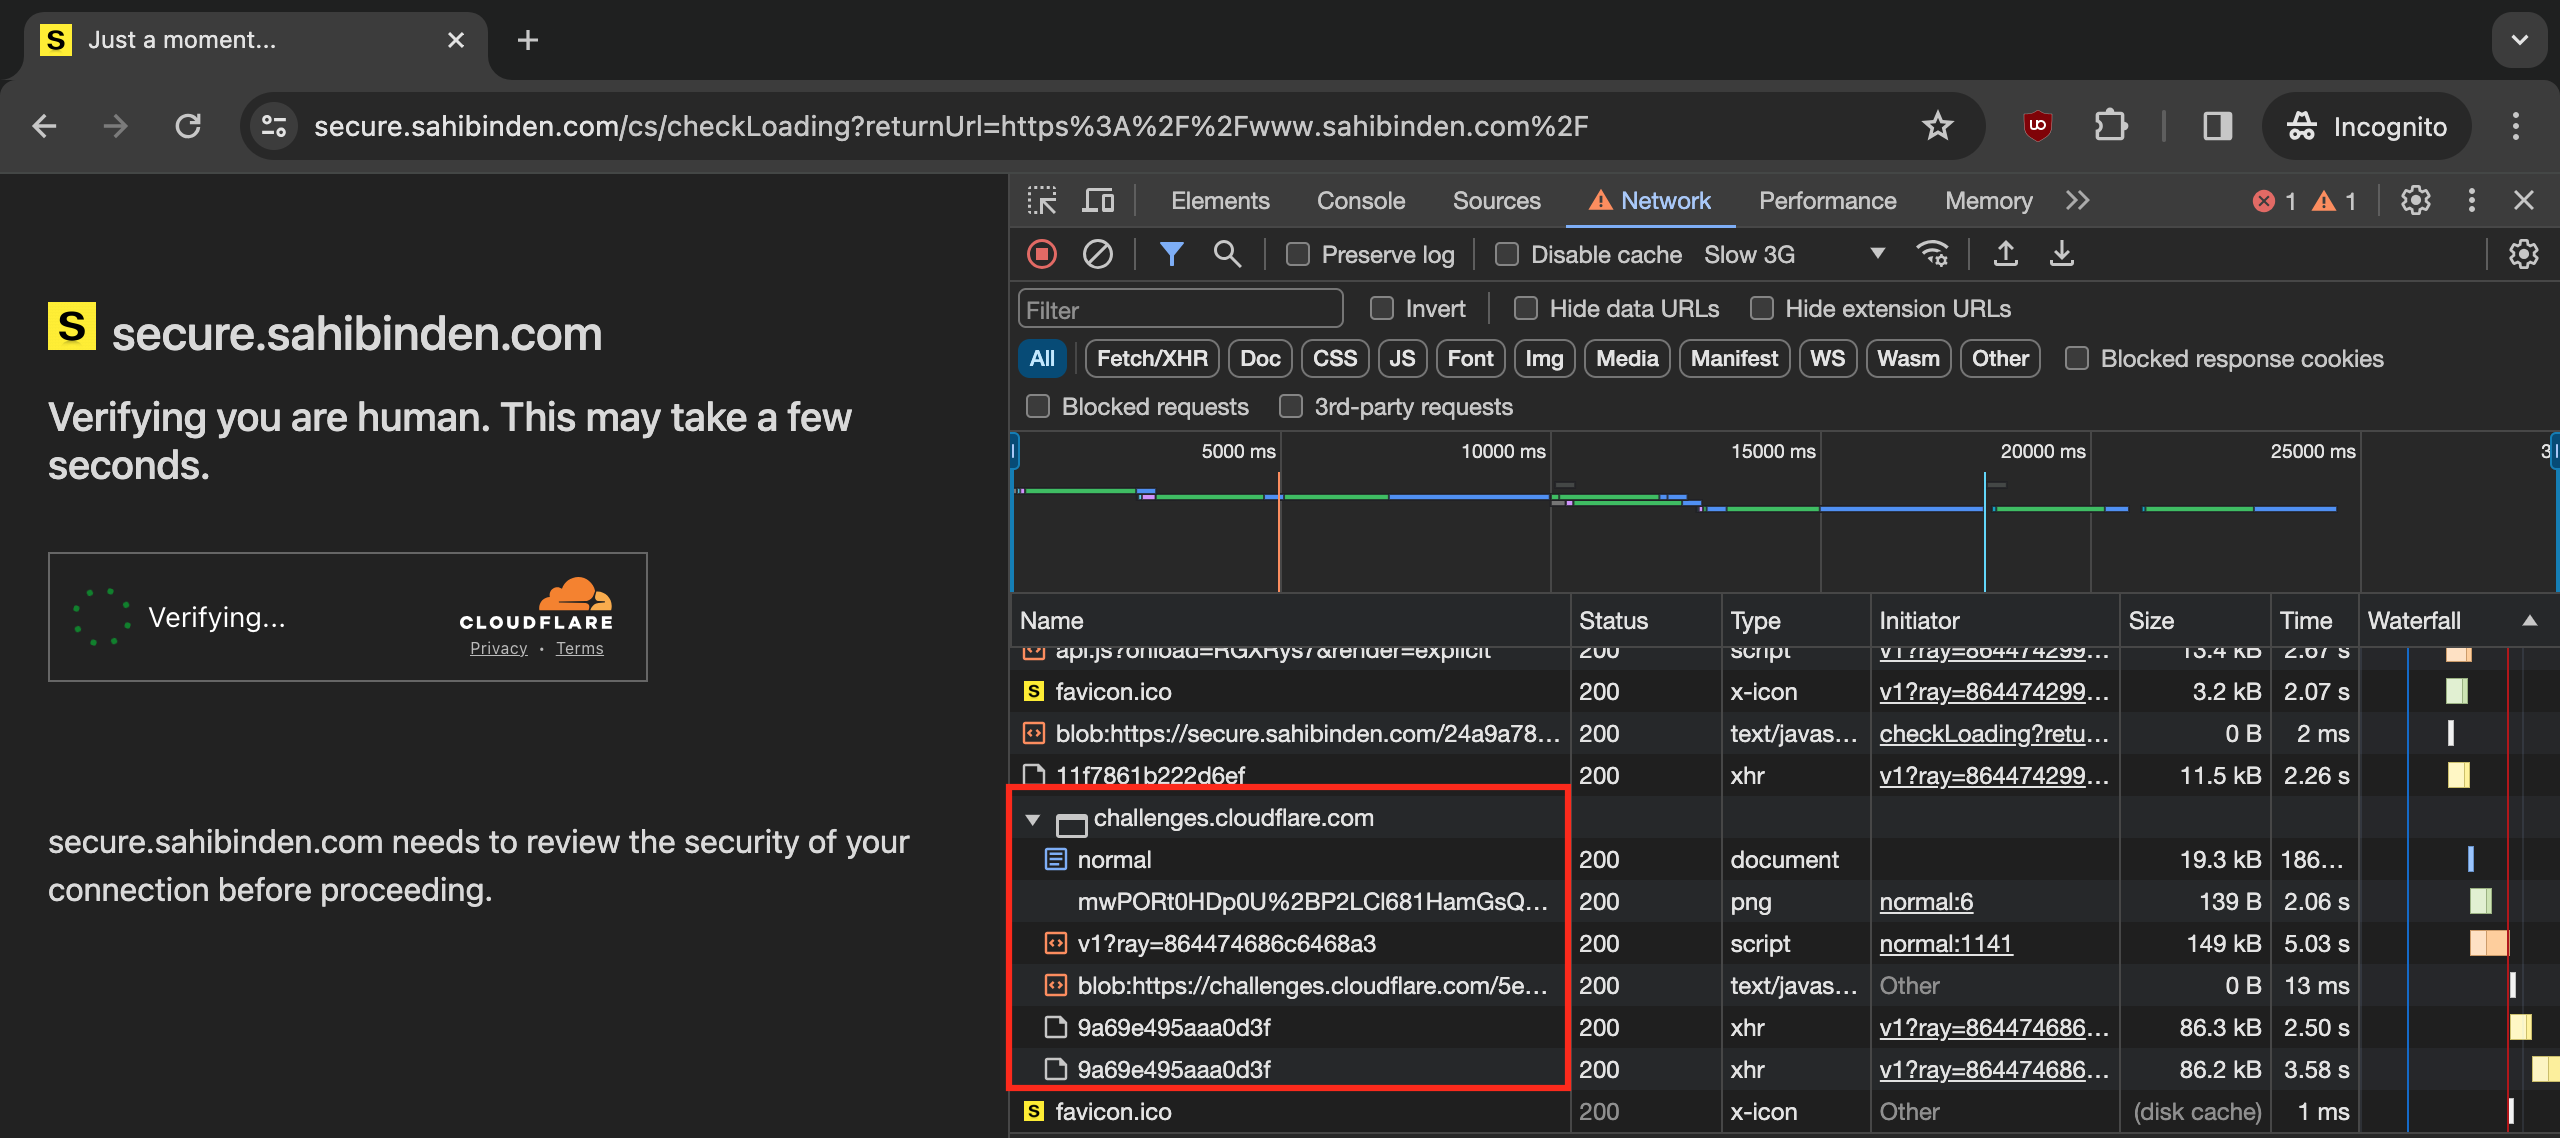 S Just a moment...
secure.sahibinden.com/cs/checkLoading?returnUrl=https%3A%2F%2Fwww.sahibinden.com%2F
Incognito
S secure.sahibinden.com
Verifying you are human. This may take a few
seconds.
Verifying...
CLOUDFLARE
Privacy • Terms
secure.sahibinden.com needs to review the security of your
connection before proceeding.
Elements Console Sources Network Performance Memory 1 1
Preserve log Disable cache Slow 3G
Filter Invert Hide data URLs Hide extension URLs
All Fetch/XHR Doc CSS JS Font Img Media Manifest WS Wasm Other Blocked response cookies
Blocked requests 3rd-party requests
5000 ms 10000 ms 15000 ms 20000 ms 25000 ms
Name Status Type Initiator Size Time Waterfall
api.js?onload=RGXRys7&render=explicit 200 script v1?ray=864474299... 13.4 kB 2.67 s
S favicon.ico 200 x-icon v1?ray=864474299... 3.2 kB 2.07 s
blob:https://secure.sahibinden.com/24a9a78... 200 text/javas... checkLoading?retu... 0 B 2 ms
11f7861b222d6ef 200 xhr v1?ray=864474299... 11.5 kB 2.26 s
challenges.cloudflare.com
normal 200 document 19.3 kB 186...
mwPORt0HDp0U%2BP2LCl681HamGsQ... 200 png normal:6 139 B 2.06 s
v1?ray=864474686c6468a3 200 script normal:1141 149 kB 5.03 s
blob:https://challenges.cloudflare.com/5e... 200 text/javas... Other 0 B 13 ms
9a69e495aaa0d3f 200 xhr v1?ray=864474686... 86.3 kB 2.50 s
9a69e495aaa0d3f 200 xhr v1?ray=864474686... 86.2 kB 3.58 s
S favicon.ico 200 x-icon Other (disk cache) 1 ms